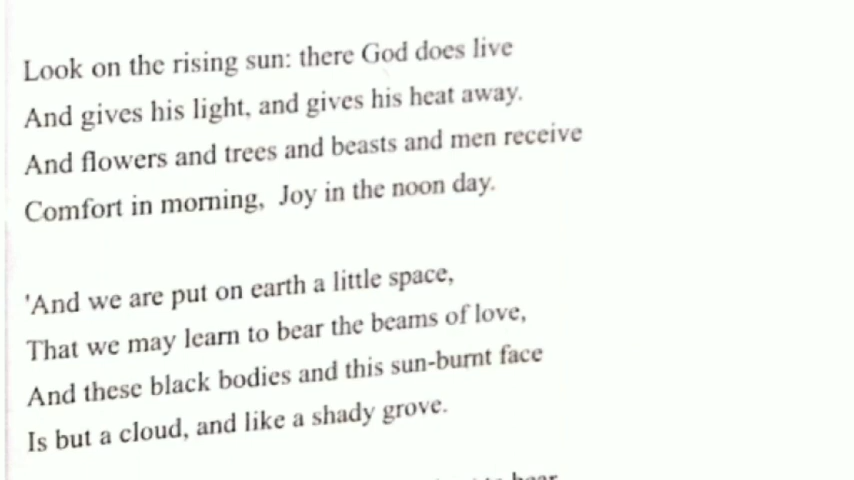 Look on the rising sun: there God does live
And gives his light, and gives his heat away.
And flowers and trees and beasts and men receive
Comfort in morning, Joy in the noon day.
'And we are put on earth a little space,
That we may learn to bear the beams of love,
And these black bodies and this sun-burnt face
Is but a cloud, and like a shady grove.
to hear